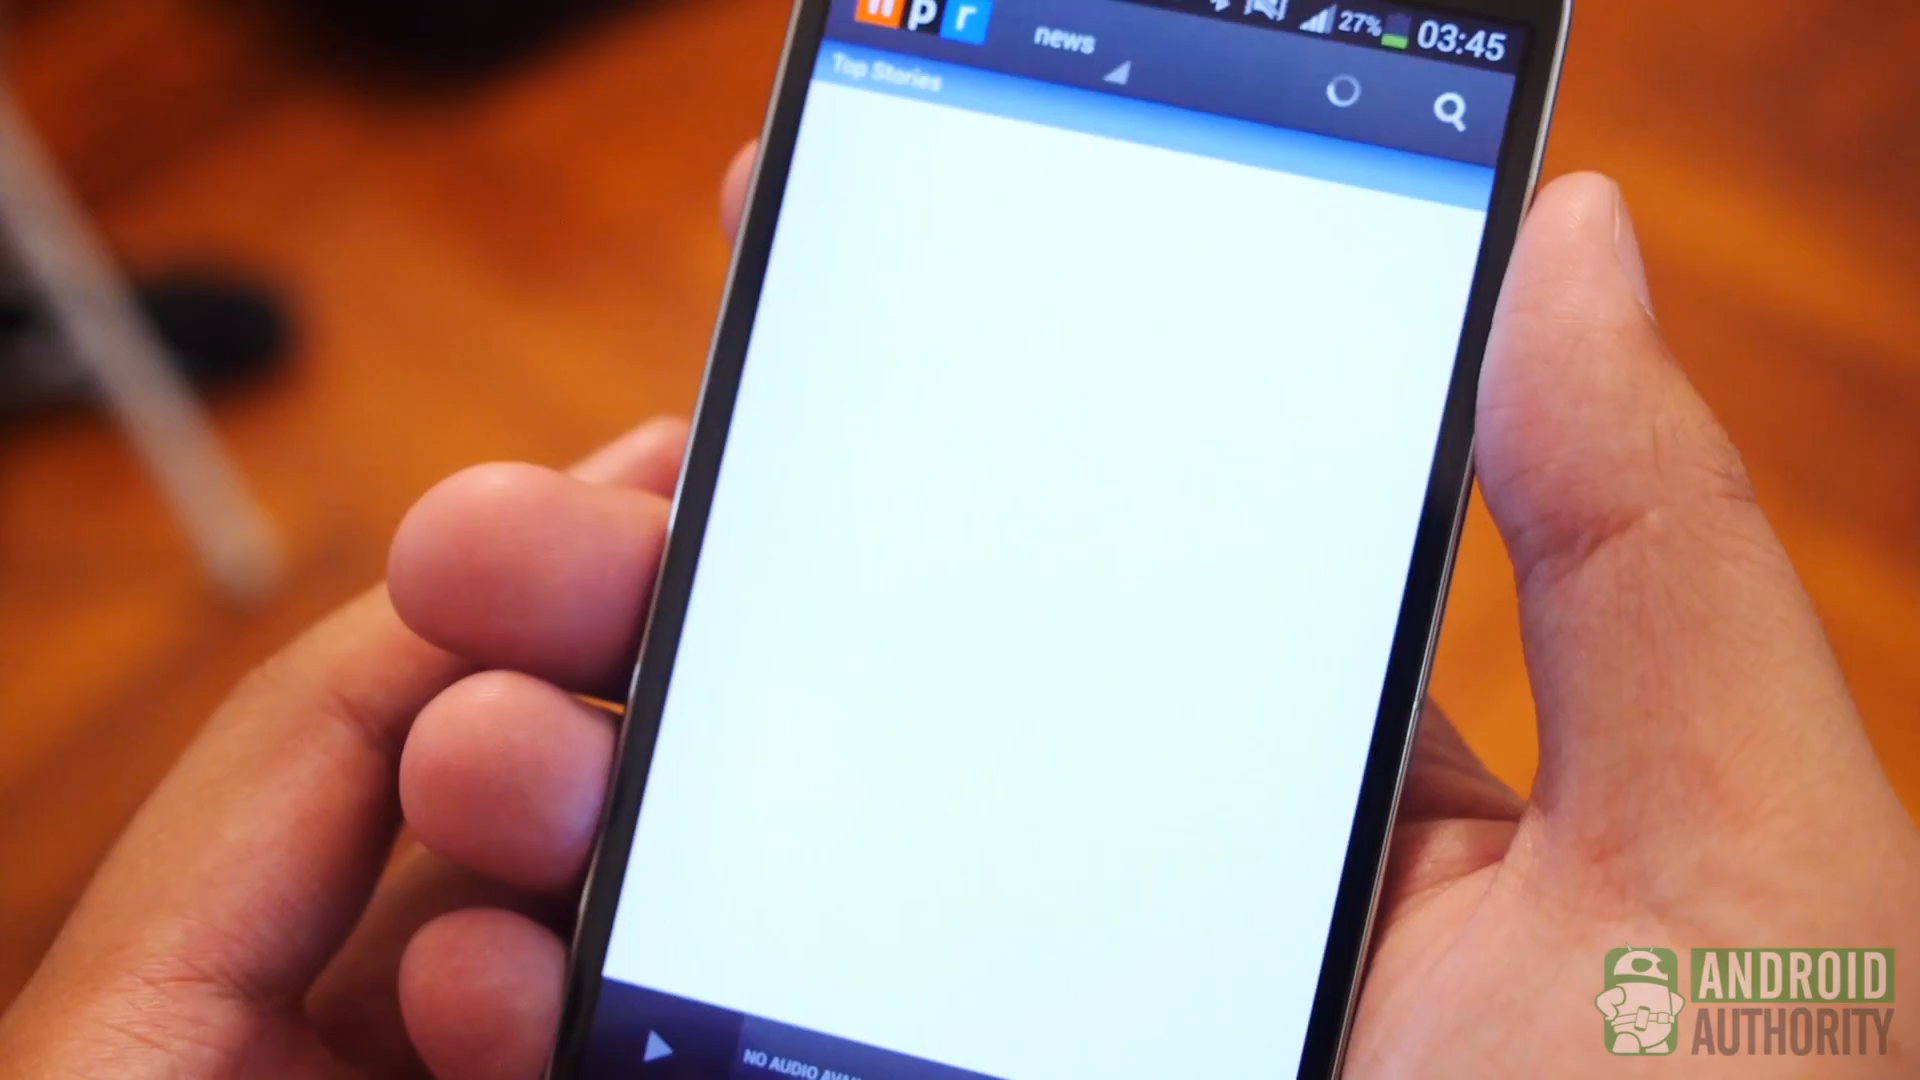 npr news 27% 03:45
Top Stories
NO AUDIO
ANDROID
AUTHORITY